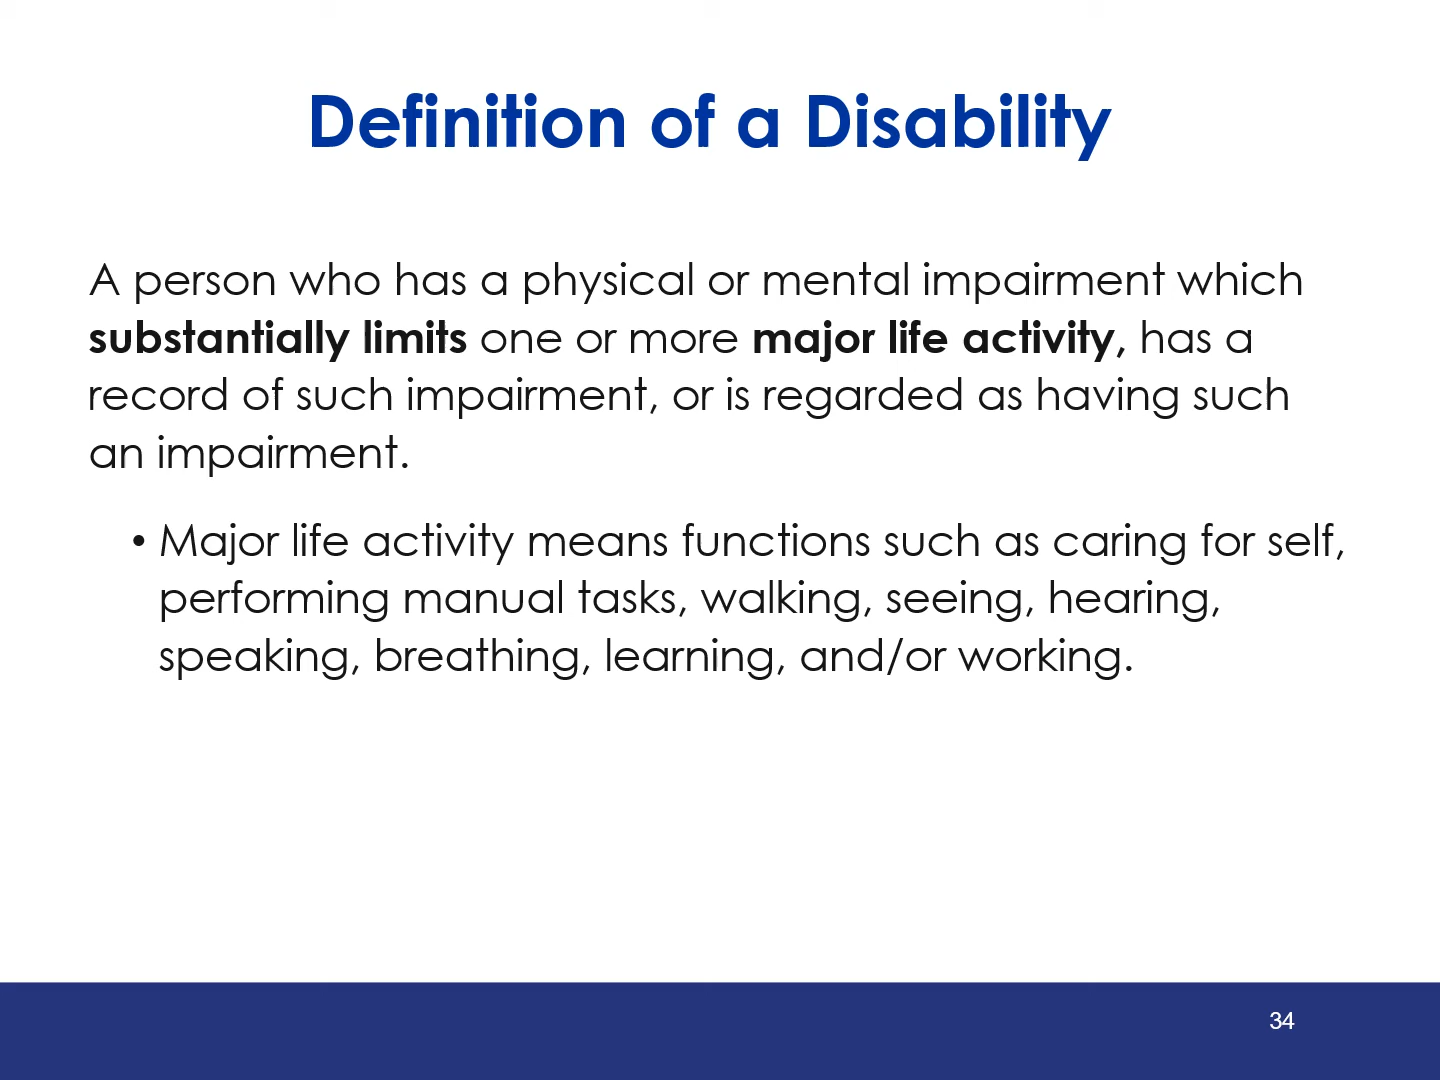 Definition of a Disability
A person who has a physical or mental impairment which
substantially limits one or more major life activity, has a
record of such impairment, or is regarded as having such
an impairment.
• Major life activity means functions such as caring for self,
performing manual tasks, walking, seeing, hearing,
speaking, breathing, learning, and/or working.
34